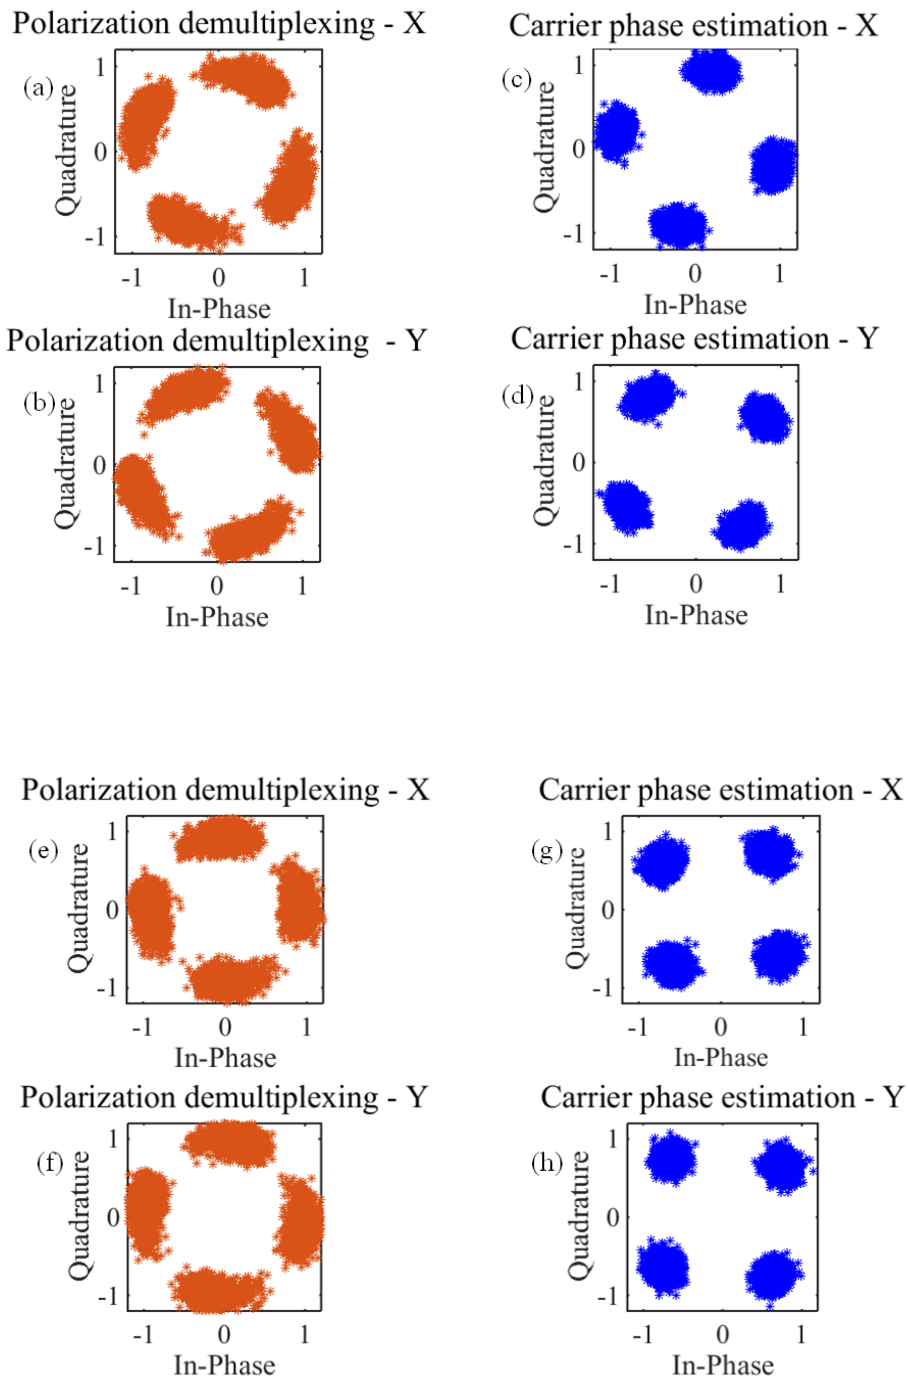 Polarization demultiplexing - X
(a)
Quadrature
1
0
-1
-1 0 1
In-Phase
Carrier phase estimation - X
(c)
Quadrature
1
0
-1
-1 0 1
In-Phase
Polarization demultiplexing - Y
(b)
Quadrature
1
0
-1
-1 0 1
In-Phase
Carrier phase estimation - Y
(d)
Quadrature
1
0
-1
-1 0 1
In-Phase
Polarization demultiplexing - X
(e)
Quadrature
1
0
-1
-1 0 1
In-Phase
Carrier phase estimation - X
(g)
Quadrature
1
0
-1
-1 0 1
In-Phase
Polarization demultiplexing - Y
(f)
Quadrature
1
0
-1
-1 0 1
In-Phase
Carrier phase estimation - Y
(h)
Quadrature
1
0
-1
-1 0 1
In-Phase